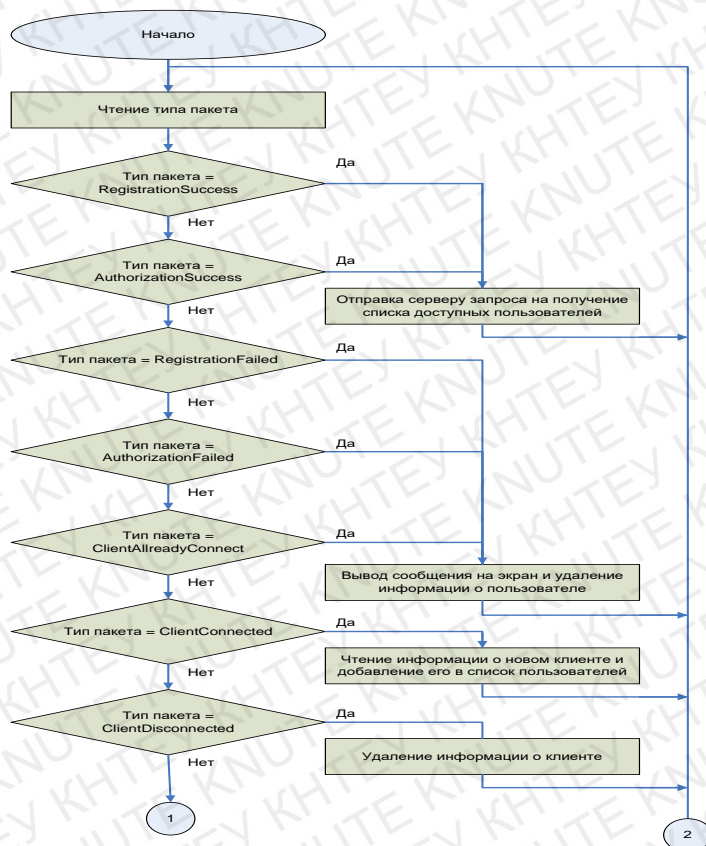 Начало
Чтение типа пакета
Тип пакета =
RegistrationSuccess
Да
Нет
Тип пакета =
AuthorizationSuccess
Да
Отправка серверу запроса на получение
списка доступных пользователей
Нет
Тип пакета = RegistrationFailed
Да
Нет
Тип пакета =
AuthorizationFailed
Да
Нет
Тип пакета =
ClientAllreadyConnect
Да
Вывод сообщения на экран и удаление
информации о пользователе
Нет
Тип пакета = ClientConnected
Да
Чтение информации о новом клиенте и
добавление его в список пользователей
Нет
Тип пакета =
ClientDisconnected
Да
Удаление информации о клиенте
Нет
1
2
KNUTE КНТЕУ